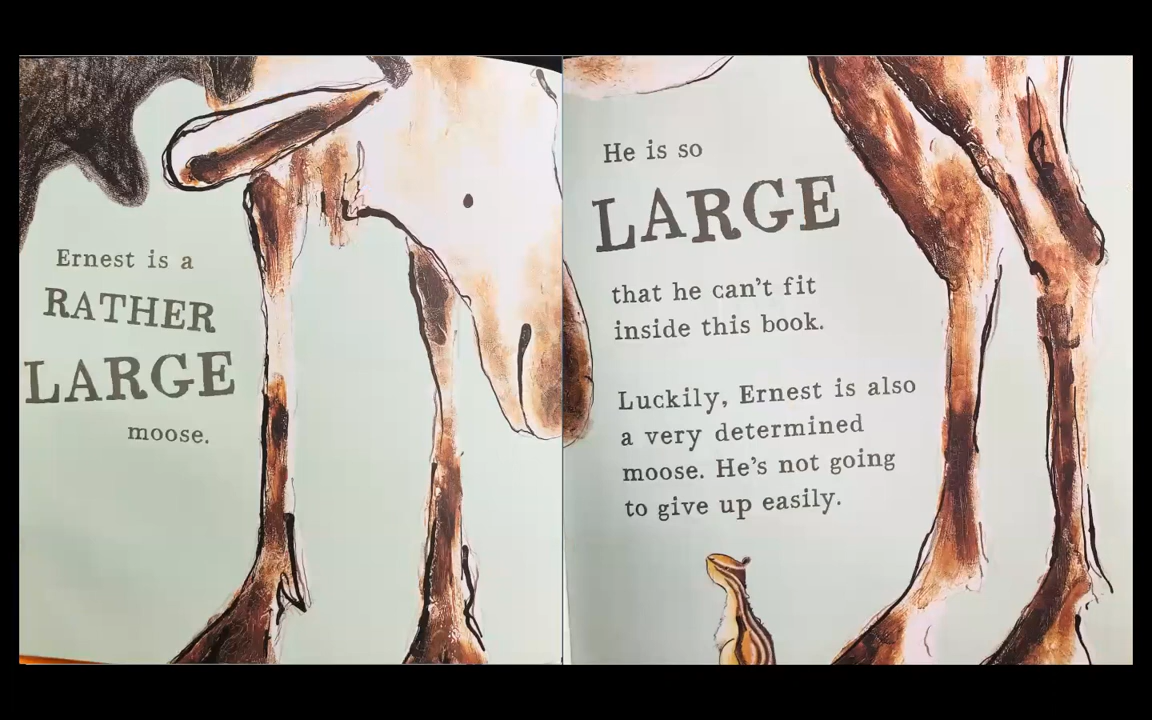 Ernest is a
RATHER
LARGE
moose.
He is so
LARGE
that he can't fit
inside this book.
Luckily, Ernest is also
a very determined
moose. He's not going
to give up easily.